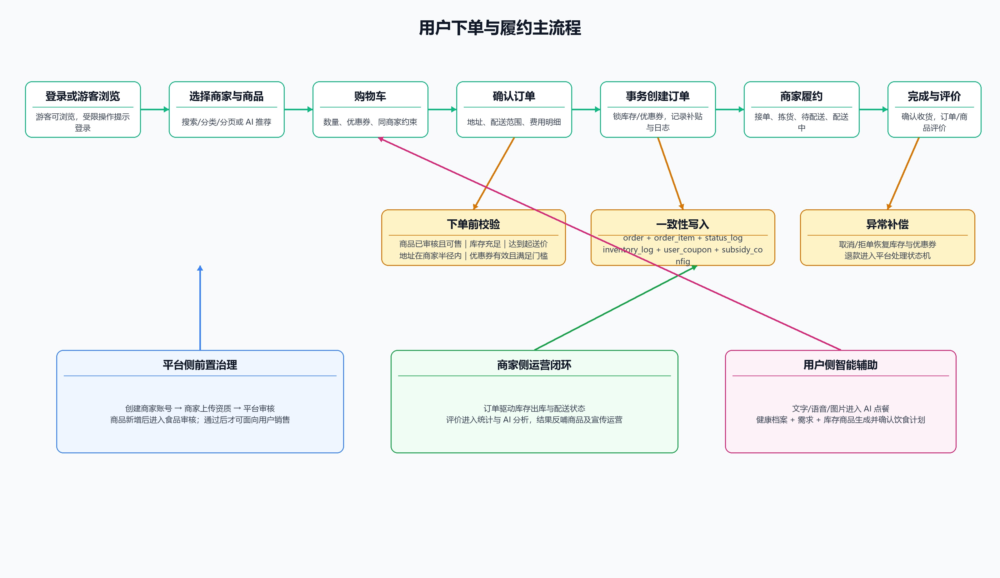 用户下单与履约主流程
登录或游客浏览
游客可浏览，受限操作提示
登录
选择商家与商品
搜索/分类/分页或 AI 推荐
购物车
数量、优惠券、同商家约束
确认订单
地址、配送范围、费用明细
事务创建订单
锁库存/优惠券，记录补贴
与日志
商家履约
接单、拣货、待配送、配送
中
完成与评价
确认收货，订单/商
品评价
下单前校验
商品已审核且可售｜库存充足｜达到起送价
地址在商家半径内｜优惠券有效且满足门槛
一致性写入
order + order_item + status_log
inventory_log + user_coupon + subsidy_co
nfig
异常补偿
取消/拒单恢复库存与优惠券
退款进入平台处理状态机
平台侧前置治理
创建商家账号 → 商家上传资质 → 平台审核
商品新增后进入食品审核；通过后才可面向用户销售
商家侧运营闭环
订单驱动库存出库与配送状态
评价进入统计与 AI 分析，结果反哺商品及宣传运营
用户侧智能辅助
文字/语音/图片进入 AI 点餐
健康档案 + 需求 + 库存商品生成并确认饮食计划